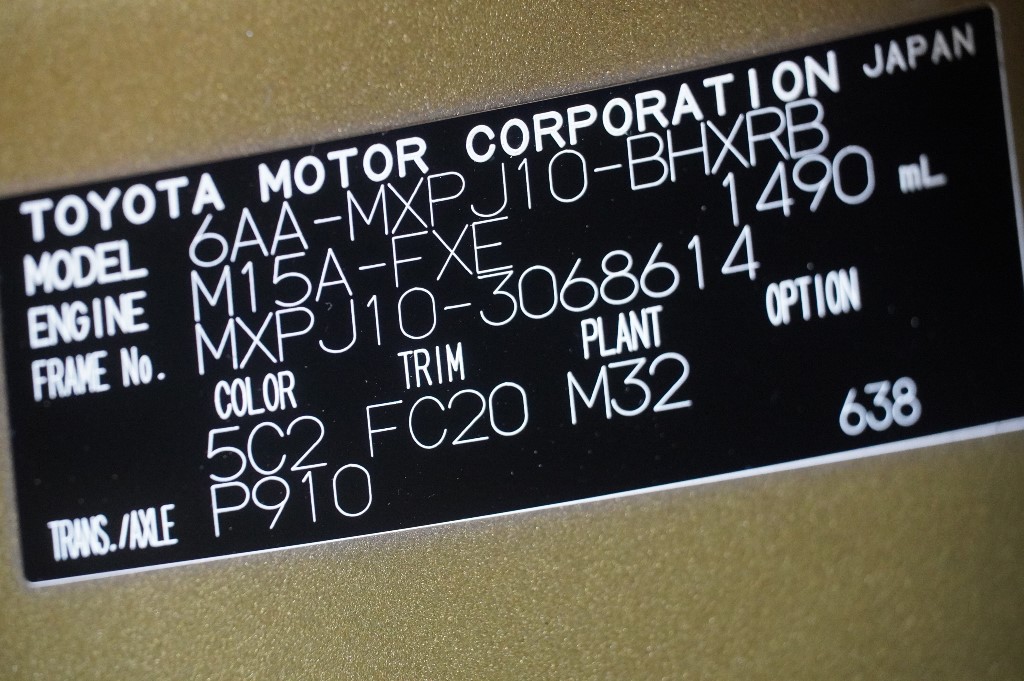 TOYOTA MOTOR CORPORATION JAPAN
MODEL 6AA-MXPJ10-BHXRB
ENGINE M15A-FXE 1490 mL
FRAME No. MXPJ10-3068614
COLOR TRIM PLANT OPTION
5C2 FC20 M32
TRANS./AXLE P910 638